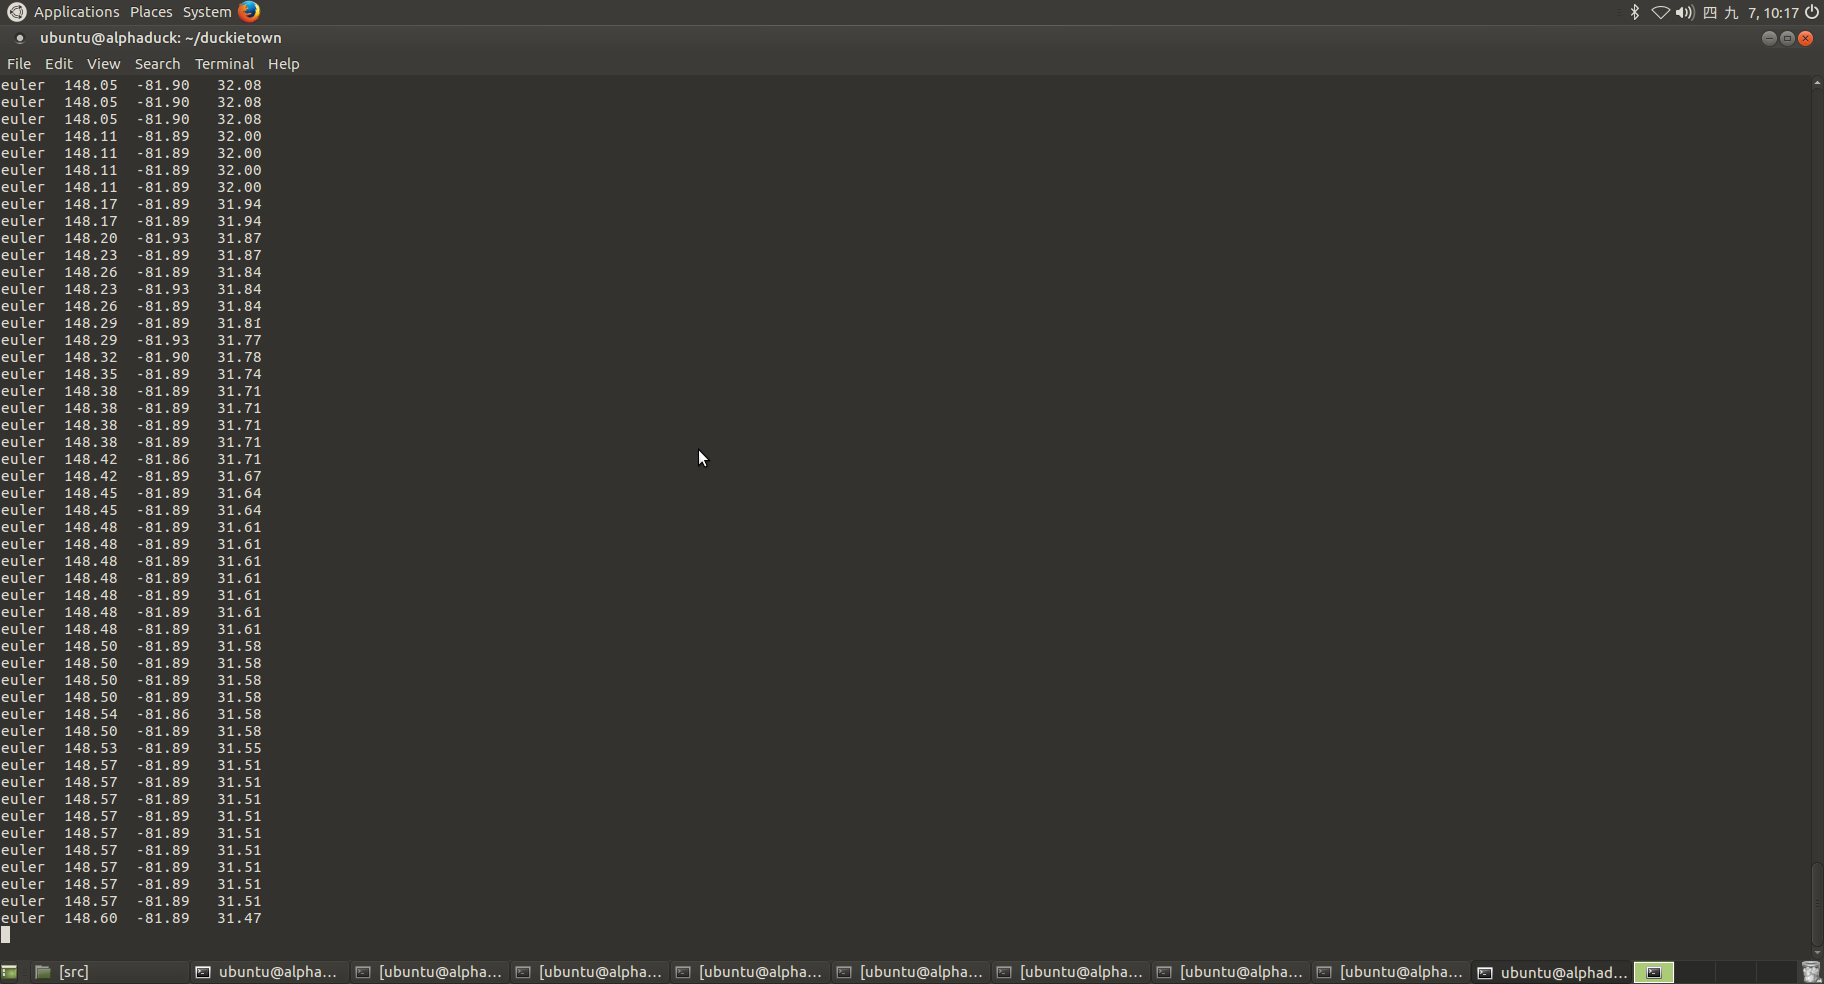 Applications Places System 四 九 7, 10:17
ubuntu@alphaduck: ~/duckietown
File Edit View Search Terminal Help
euler 148.05 -81.90 32.08
euler 148.05 -81.90 32.08
euler 148.05 -81.90 32.08
euler 148.11 -81.89 32.00
euler 148.11 -81.89 32.00
euler 148.11 -81.89 32.00
euler 148.11 -81.89 32.00
euler 148.17 -81.89 31.94
euler 148.17 -81.89 31.94
euler 148.20 -81.93 31.87
euler 148.23 -81.89 31.87
euler 148.26 -81.89 31.84
euler 148.23 -81.93 31.84
euler 148.26 -81.89 31.84
euler 148.29 -81.89 31.81
euler 148.29 -81.93 31.77
euler 148.32 -81.90 31.78
euler 148.35 -81.89 31.74
euler 148.38 -81.89 31.71
euler 148.38 -81.89 31.71
euler 148.38 -81.89 31.71
euler 148.38 -81.89 31.71
euler 148.42 -81.86 31.71
euler 148.42 -81.89 31.67
euler 148.45 -81.89 31.64
euler 148.45 -81.89 31.64
euler 148.48 -81.89 31.61
euler 148.48 -81.89 31.61
euler 148.48 -81.89 31.61
euler 148.48 -81.89 31.61
euler 148.48 -81.89 31.61
euler 148.48 -81.89 31.61
euler 148.48 -81.89 31.61
euler 148.50 -81.89 31.58
euler 148.50 -81.89 31.58
euler 148.50 -81.89 31.58
euler 148.50 -81.89 31.58
euler 148.54 -81.86 31.58
euler 148.50 -81.89 31.58
euler 148.53 -81.89 31.55
euler 148.57 -81.89 31.51
euler 148.57 -81.89 31.51
euler 148.57 -81.89 31.51
euler 148.57 -81.89 31.51
euler 148.57 -81.89 31.51
euler 148.57 -81.89 31.51
euler 148.57 -81.89 31.51
euler 148.57 -81.89 31.51
euler 148.57 -81.89 31.51
euler 148.60 -81.89 31.47
[src] ubuntu@alpha... [ubuntu@alpha... [ubuntu@alpha... [ubuntu@alpha... [ubuntu@alpha... [ubuntu@alpha... [ubuntu@alpha... [ubuntu@alpha... ubuntu@alphad...